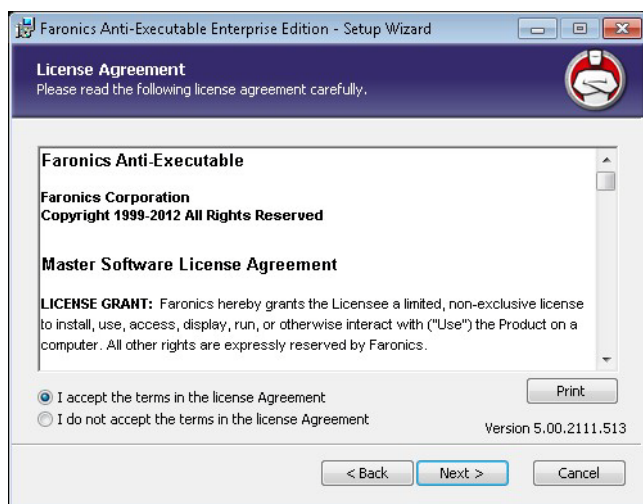 Faronics Anti-Executable Enterprise Edition - Setup Wizard
License Agreement
Please read the following license agreement carefully.
Faronics Anti-Executable
Faronics Corporation
Copyright 1999-2012 All Rights Reserved
Master Software License Agreement
LICENSE GRANT: Faronics hereby grants the Licensee a limited, non-exclusive license
to install, use, access, display, run, or otherwise interact with ("Use") the Product on a
computer. All other rights are expressly reserved by Faronics.
I accept the terms in the license Agreement
Print
I do not accept the terms in the license Agreement
Version 5.00.2111.513
< Back
Next >
Cancel